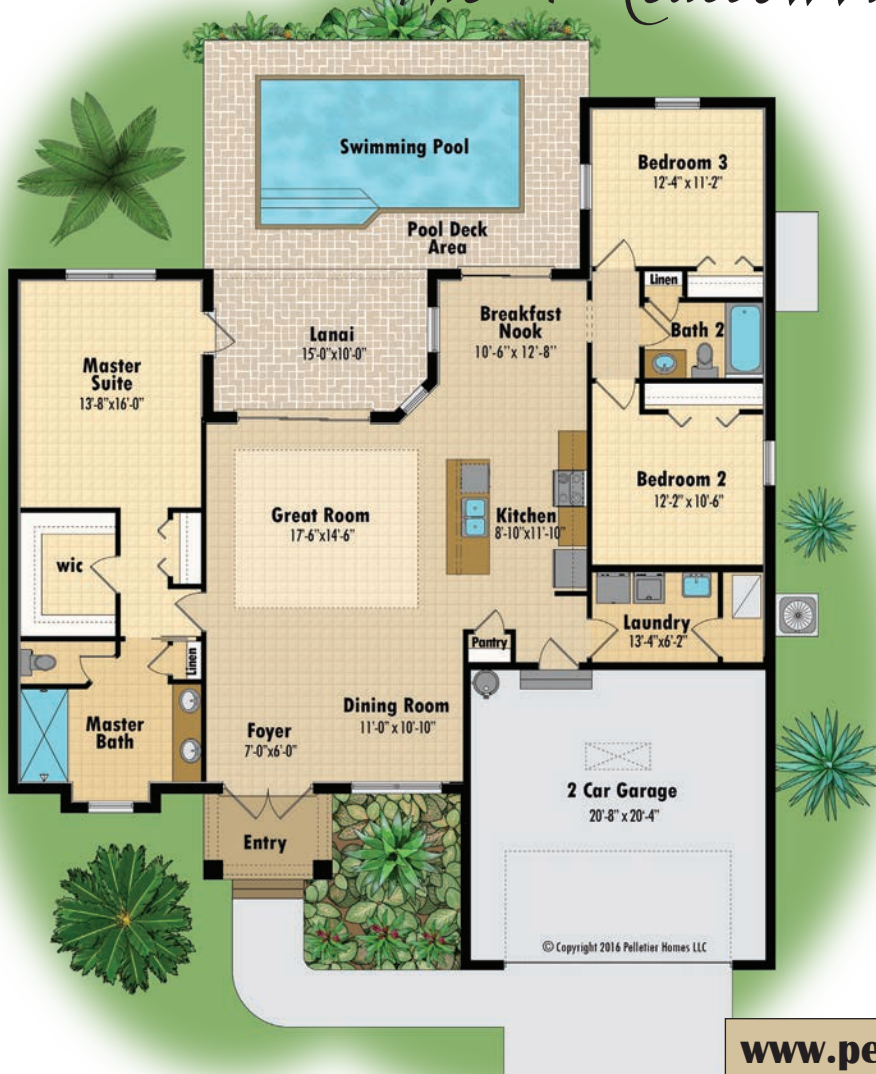 Swimming Pool
Pool Deck
Area
Bedroom 3
12'-4" x 11'-2"
Linen
Bath 2
Breakfast
Nook
10'-6" x 12'-8"
Lanai
15'-0"x10'-0"
Master
Suite
13'-8"x16'-0"
Bedroom 2
12'-2" x 10'-6"
Great Room
17'-6"x14'-6"
Kitchen
8'-10"x11'-10"
wic
Laundry
13'-4"x6'-2"
Pantry
Linen
Master
Bath
Foyer
7'-0"x6'-0"
Dining Room
11'-0" x 10'-10"
2 Car Garage
20'-8" x 20'-4"
Entry
© Copyright 2016 Pelletier Homes LLC